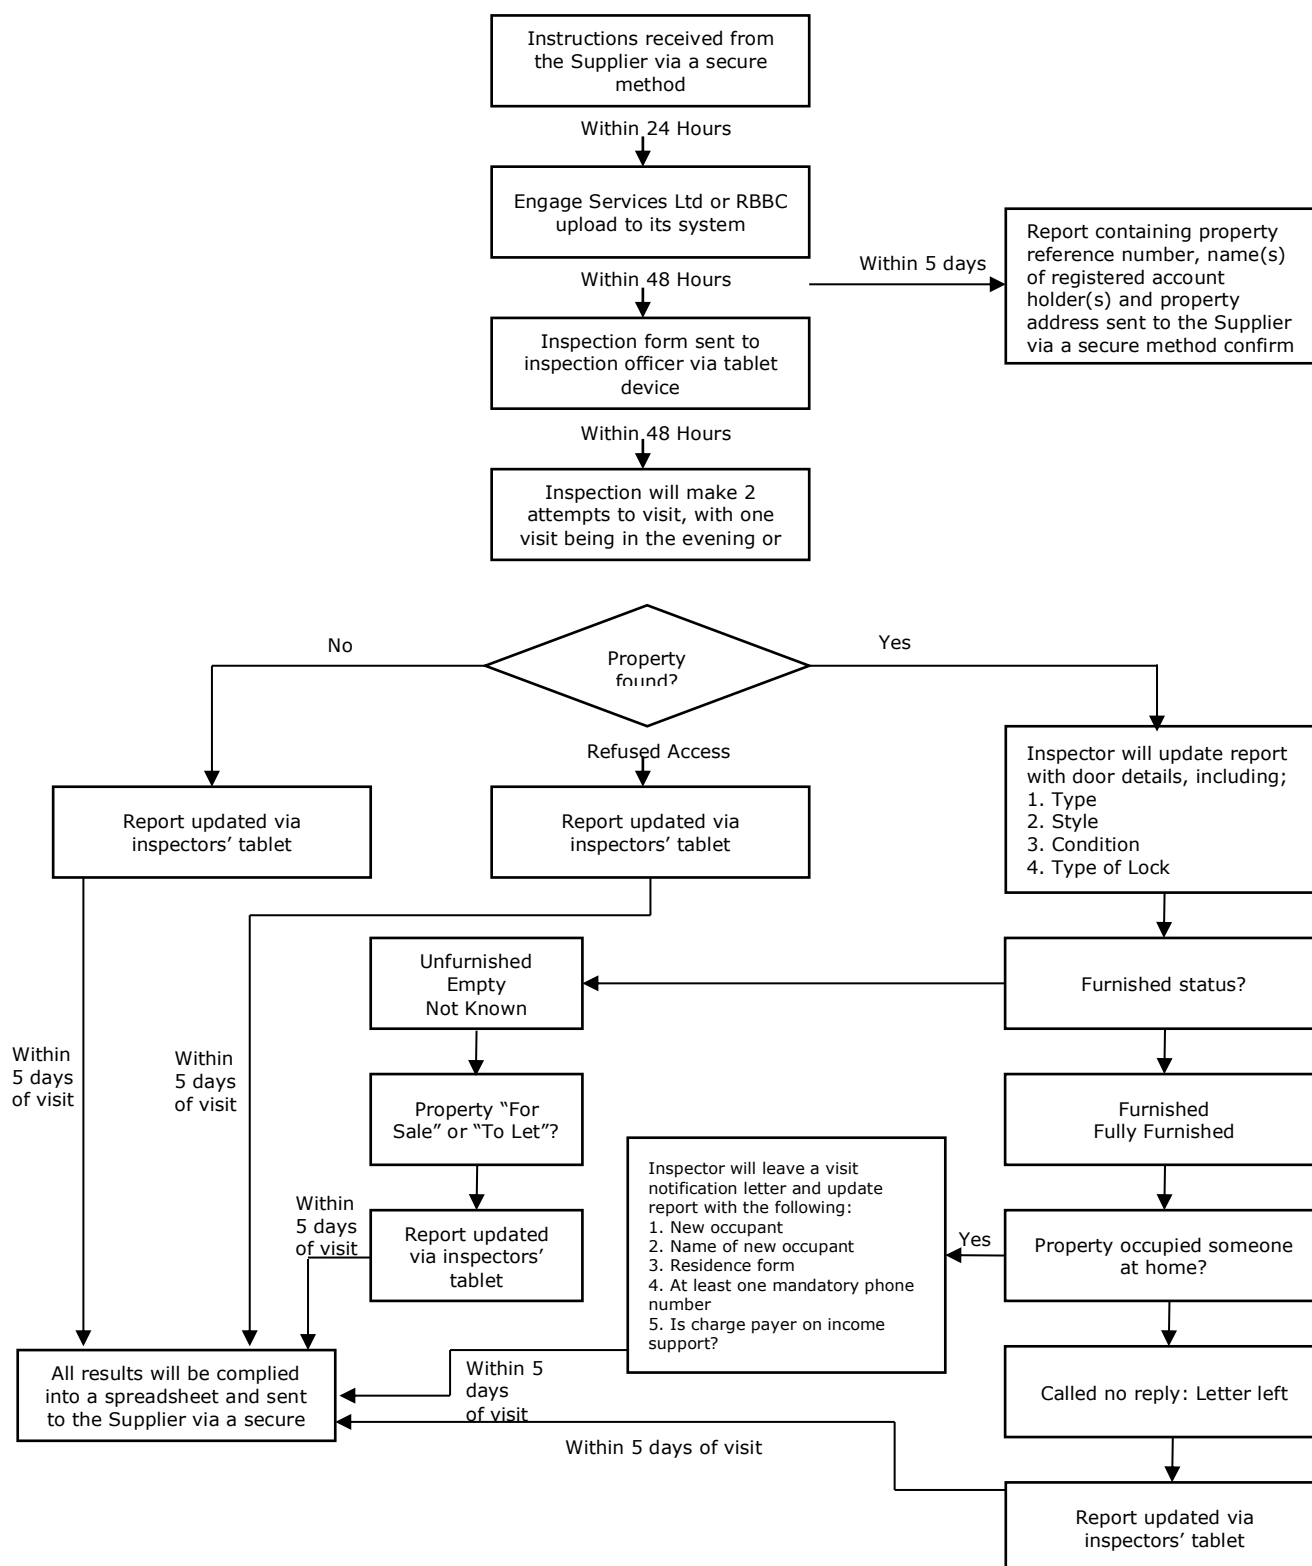 Instructions received from
the Supplier via a secure
method
Within 24 Hours
Engage Services Ltd or RBBC
upload to its system
Within 5 days
Report containing property
reference number, name(s)
of registered account
holder(s) and property
address sent to the Supplier
via a secure method confirm
Within 48 Hours
Inspection form sent to
inspection officer via tablet
device
Within 48 Hours
Inspection will make 2
attempts to visit, with one
visit being in the evening or
No
Property
found?
Yes
Refused Access
Report updated via
inspectors’ tablet
Report updated via
inspectors’ tablet
Inspector will update report
with door details, including;
1. Type
2. Style
3. Condition
4. Type of Lock
Unfurnished
Empty
Not Known
Furnished status?
Within
5 days
of visit
Within
5 days
of visit
Property “For
Sale” or “To Let”?
Furnished
Fully Furnished
Within
5 days
of visit
Report updated
via inspectors’
tablet
Inspector will leave a visit
notification letter and update
report with the following:
1. New occupant
2. Name of new occupant
3. Residence form
4. At least one mandatory phone
number
5. Is charge payer on income
support?
Yes
Property occupied someone
at home?
All results will be complied
into a spreadsheet and sent
to the Supplier via a secure
Within 5
days
of visit
Called no reply: Letter left
Within 5 days of visit
Report updated via
inspectors’ tablet